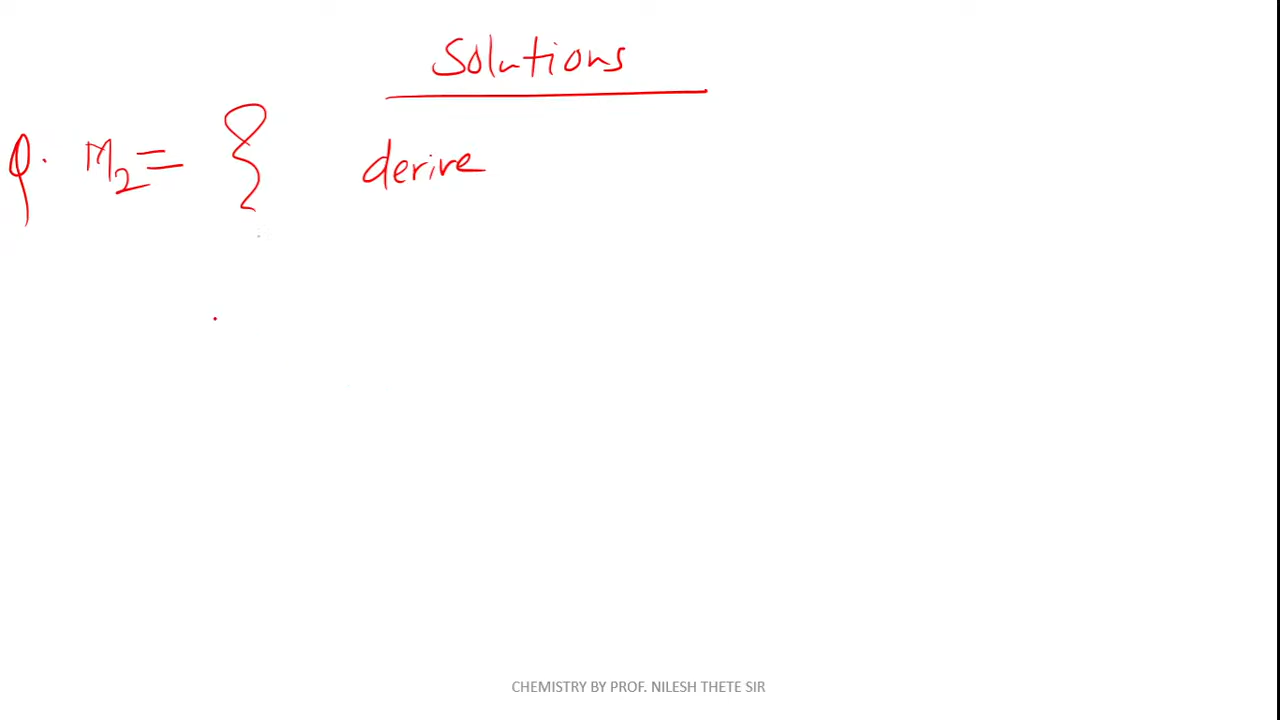 Solutions
Q. M₂ = { derive
CHEMISTRY BY PROF. NILESH THETE SIR